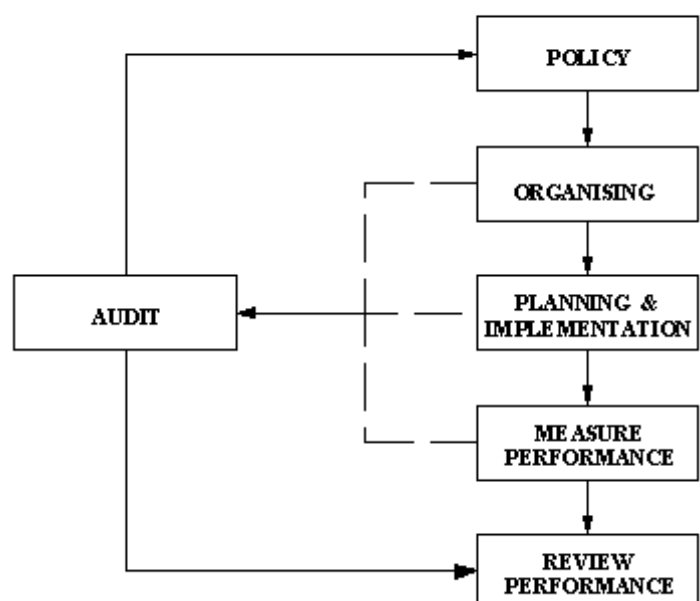 POLICY
ORGANISING
AUDIT
PLANNING &
IMPLEMENTATION
MEASURE
PERFORMANCE
REVIEW
PERFORMANCE